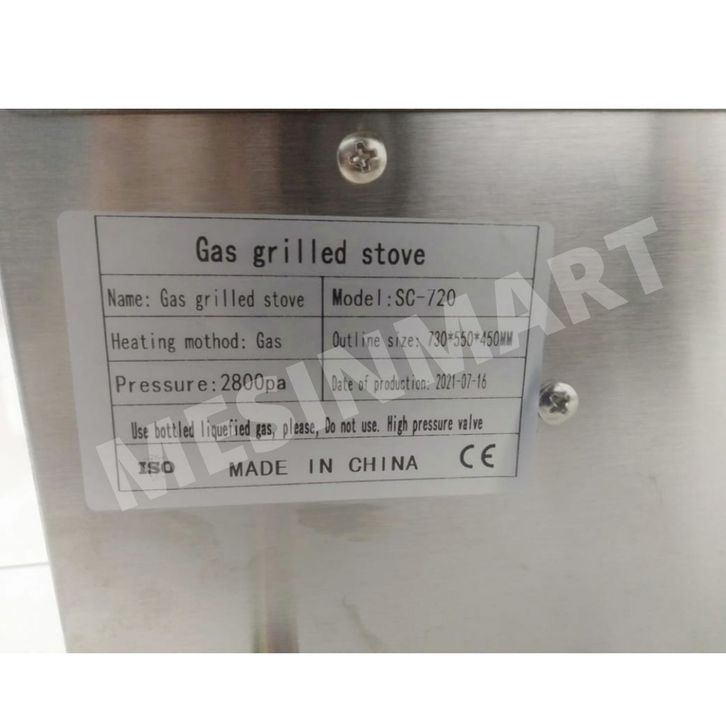 Gas grilled stove
Name: Gas grilled stove Model:SC-720
Heating mothod: Gas Outline size: 730*550*450MM
Pressure:2800pa Date of production: 2021-07-16
Use bottled liquefied gas, please, Do not use. High pressure valve
ISO MADE IN CHINA CE
MESINMART